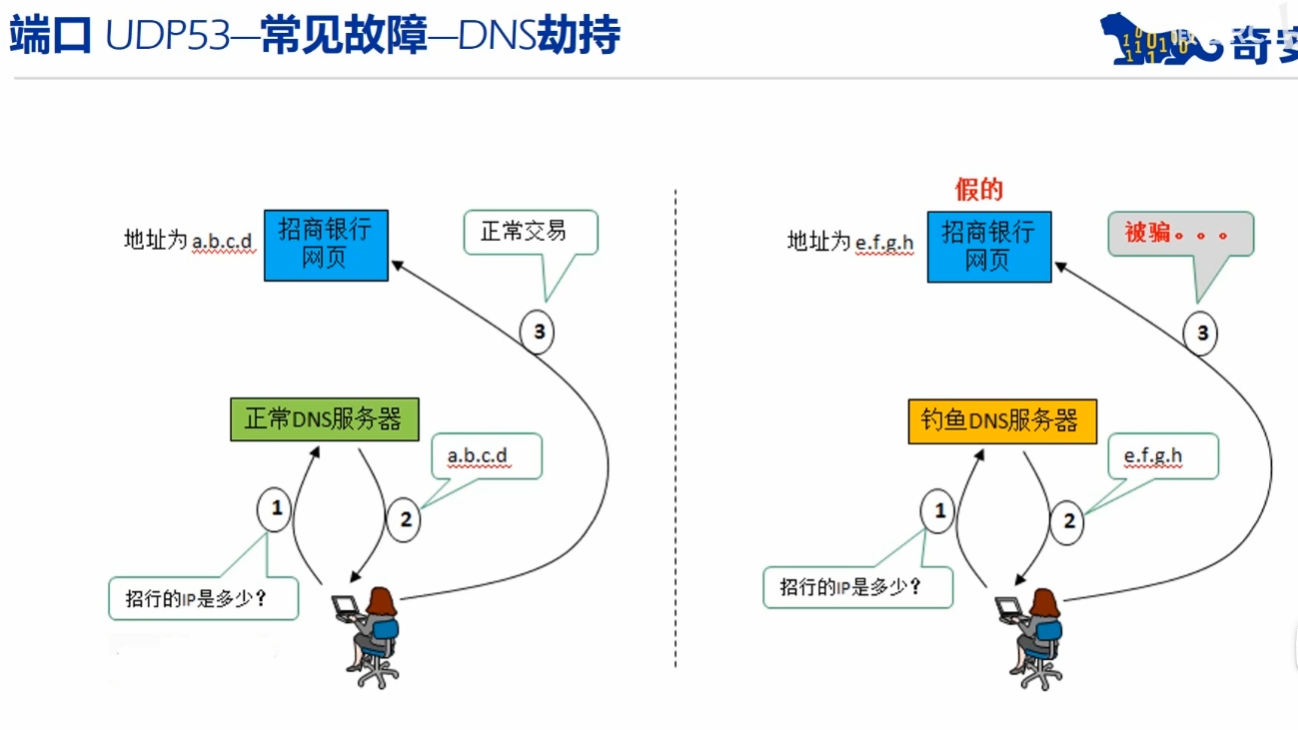 端口 UDP53—常见故障—DNS劫持
奇安
地址为 a.b.c.d
招商银行
网页
正常交易
3
正常DNS服务器
a.b.c.d
1
2
招行的IP是多少？
假的
地址为 e.f.g.h
招商银行
网页
被骗。。。
3
钓鱼DNS服务器
e.f.g.h
1
2
招行的IP是多少？